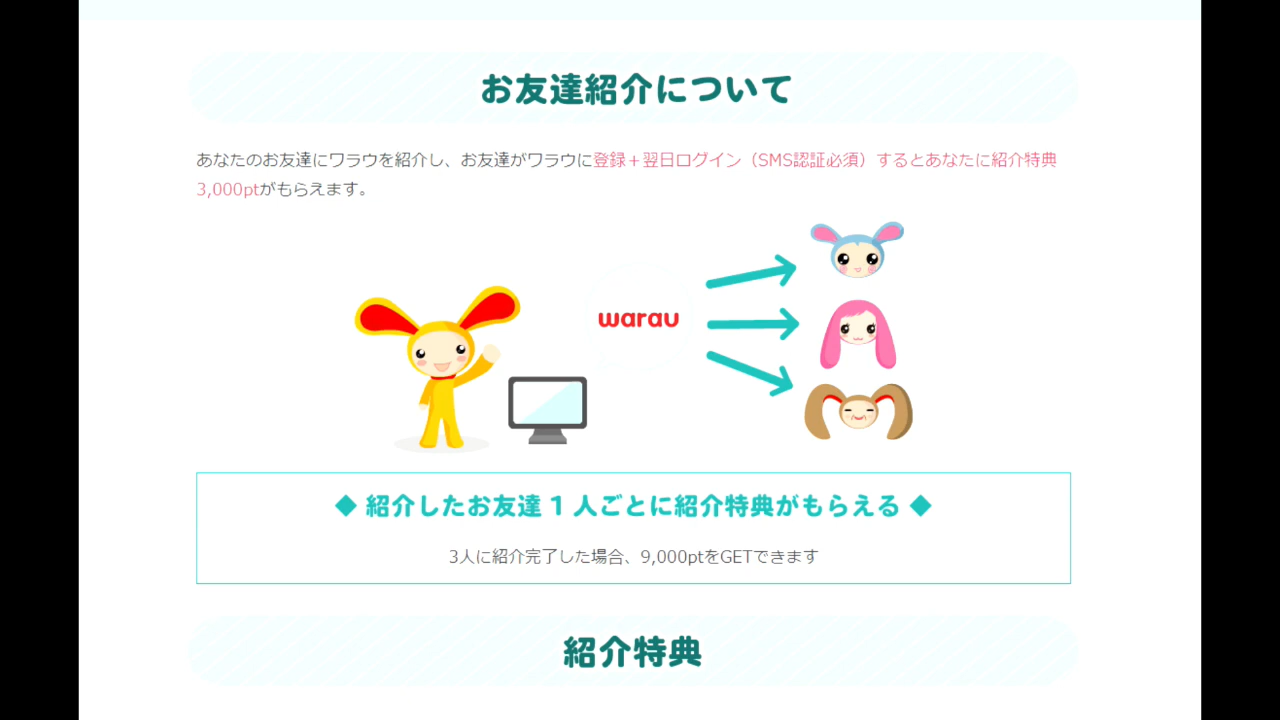 お友達紹介について
あなたのお友達にワラウを紹介し、お友達がワラウに登録＋翌日ログイン（SMS認証必須）するとあなたに紹介特典
3,000ptがもらえます。
warau
◆ 紹介したお友達 1 人ごとに紹介特典がもらえる ◆
3人に紹介完了した場合、9,000ptをGETできます
紹介特典